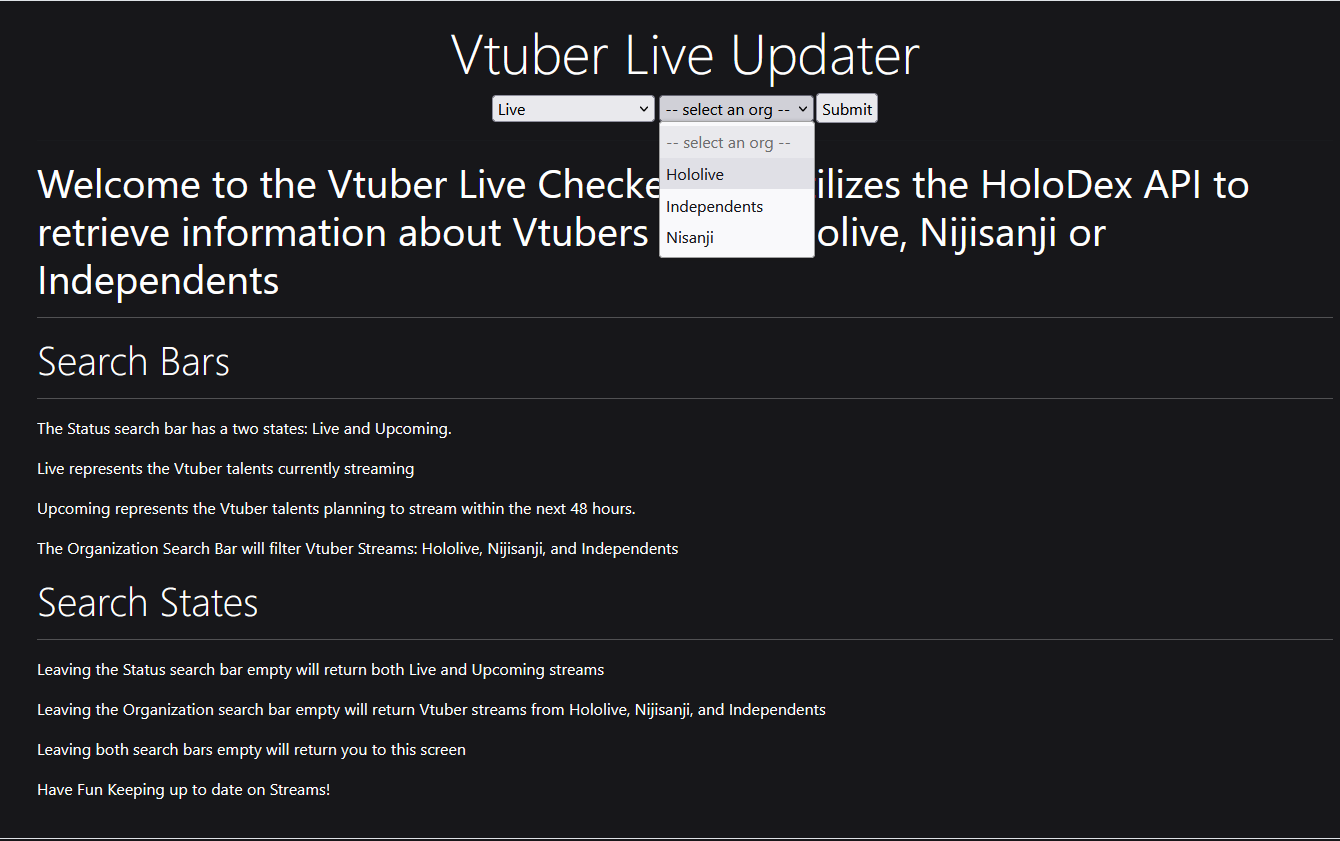 Vtuber Live Updater
Live -- select an org -- Submit
-- select an org --
Hololive
Independents
Nisanji
Welcome to the Vtuber Live Checke ilizes the HoloDex API to
retrieve information about Vtubers olive, Nijisanji or
Independents
Search Bars
The Status search bar has a two states: Live and Upcoming.
Live represents the Vtuber talents currently streaming
Upcoming represents the Vtuber talents planning to stream within the next 48 hours.
The Organization Search Bar will filter Vtuber Streams: Hololive, Nijisanji, and Independents
Search States
Leaving the Status search bar empty will return both Live and Upcoming streams
Leaving the Organization search bar empty will return Vtuber streams from Hololive, Nijisanji, and Independents
Leaving both search bars empty will return you to this screen
Have Fun Keeping up to date on Streams!